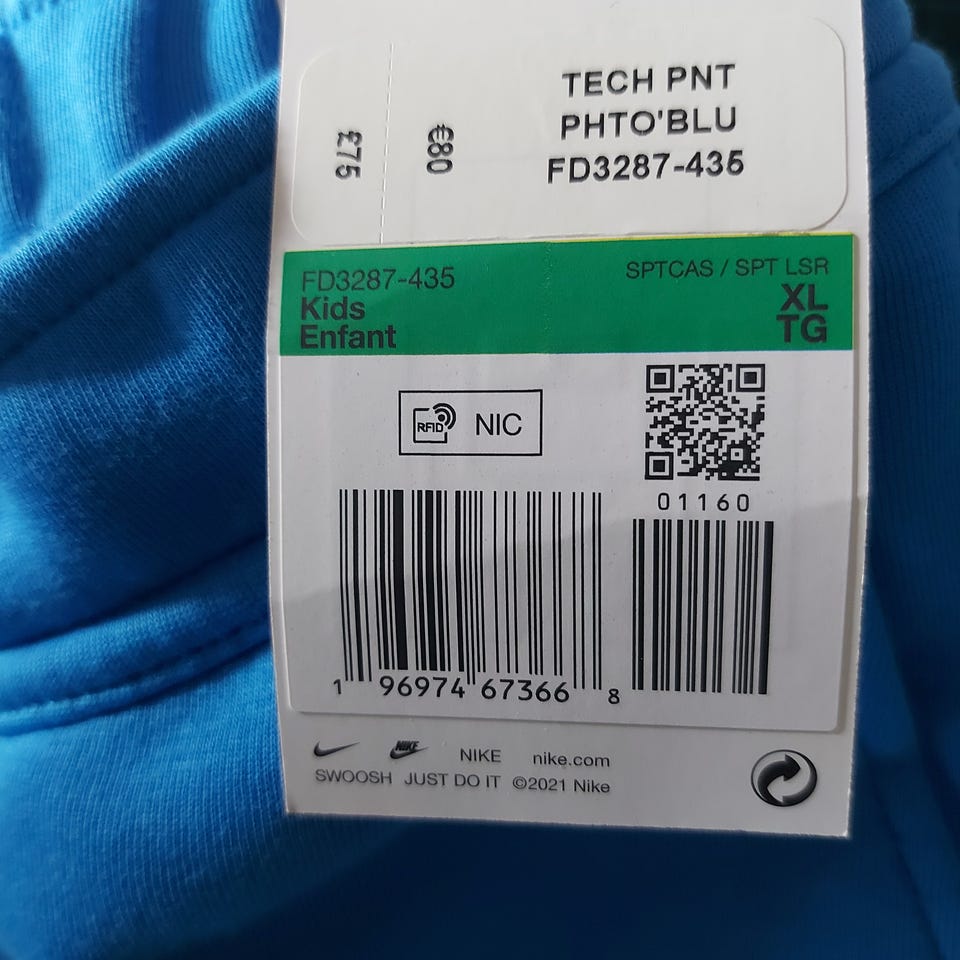 TECH PNT
PHTO'BLU
FD3287-435
£75
€80
FD3287-435
SPTCAS / SPT LSR
Kids
XL
Enfant
TG
RFID NIC
01160
1 96974 67366 8
NIKE NIKE nike.com
SWOOSH JUST DO IT ©2021 Nike